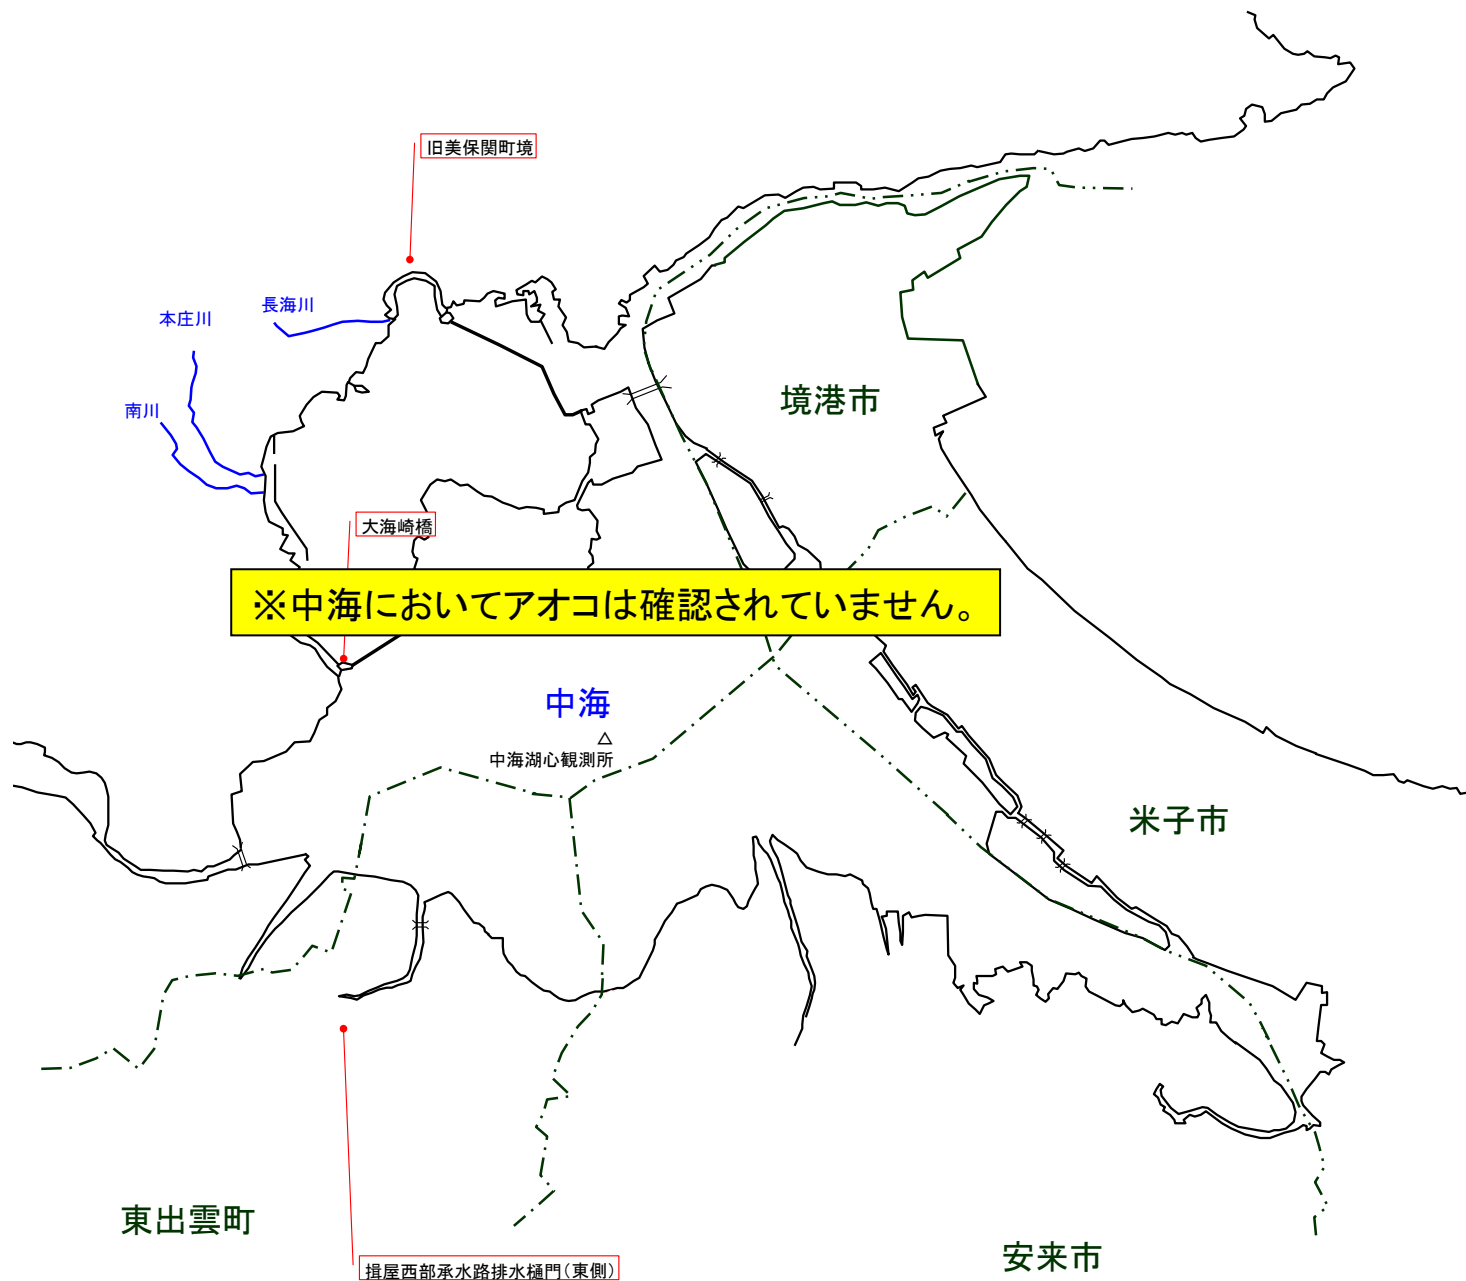 旧美保関町境
長海川
本庄川
南川
境港市
大海崎橋
※中海においてアオコは確認されていません。
中海
△
中海湖心観測所
米子市
東出雲町
揖屋西部承水路排水樋門(東側)
安来市